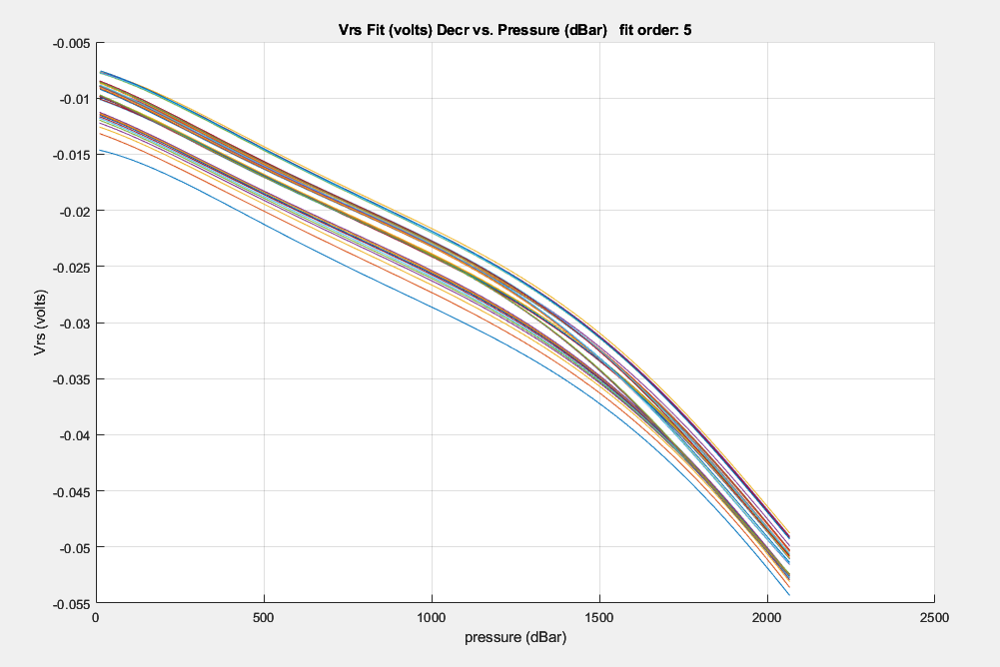 Vrs Fit (volts) Decr vs. Pressure (dBar) fit order: 5
-0.005
-0.01
-0.015
-0.02
-0.025
-0.03
-0.035
-0.04
-0.045
-0.05
-0.055
Vrs (volts)
0 500 1000 1500 2000 2500
pressure (dBar)